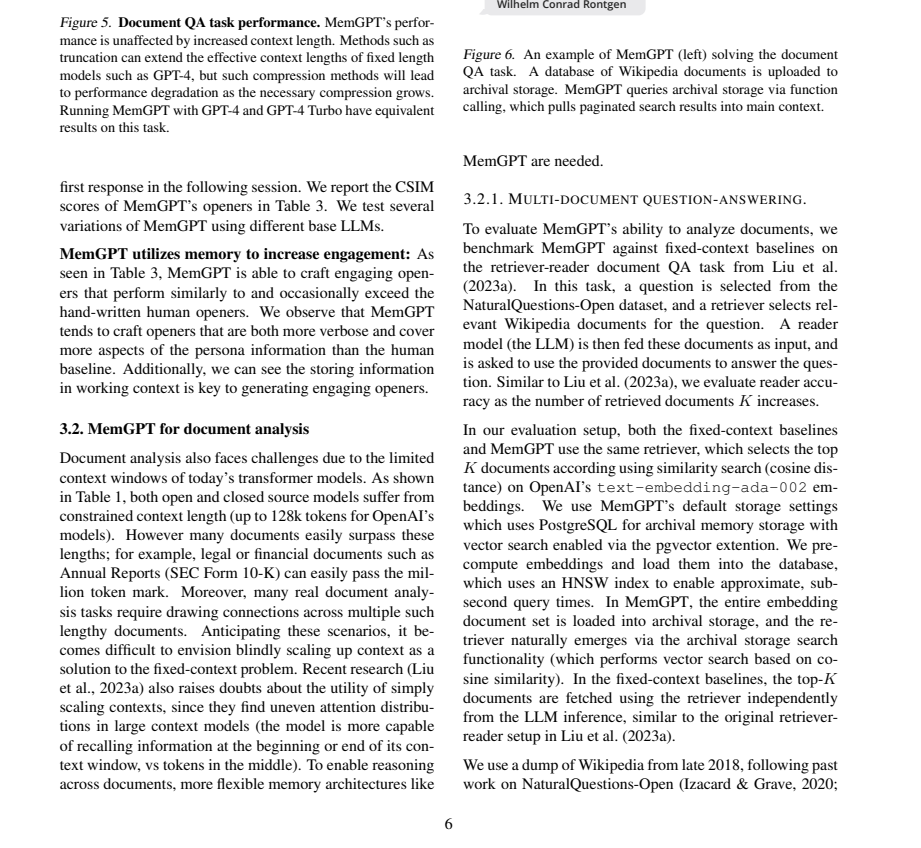 Figure 5. Document QA task performance. MemGPT's perfor-
mance is unaffected by increased context length. Methods such as
truncation can extend the effective context lengths of fixed length
models such as GPT-4, but such compression methods will lead
to performance degradation as the necessary compression grows.
Running MemGPT with GPT-4 and GPT-4 Turbo have equivalent
results on this task.
first response in the following session. We report the CSIM
scores of MemGPT's openers in Table 3. We test several
variations of MemGPT using different base LLMs.
MemGPT utilizes memory to increase engagement: As
seen in Table 3, MemGPT is able to craft engaging open-
ers that perform similarly to and occasionally exceed the
hand-written human openers. We observe that MemGPT
tends to craft openers that are both more verbose and cover
more aspects of the persona information than the human
baseline. Additionally, we can see the storing information
in working context is key to generating engaging openers.
3.2. MemGPT for document analysis
Document analysis also faces challenges due to the limited
context windows of today's transformer models. As shown
in Table 1, both open and closed source models suffer from
constrained context length (up to 128k tokens for OpenAI's
models). However many documents easily surpass these
lengths; for example, legal or financial documents such as
Annual Reports (SEC Form 10-K) can easily pass the mil-
lion token mark. Moreover, many real document analy-
sis tasks require drawing connections across multiple such
lengthy documents. Anticipating these scenarios, it be-
comes difficult to envision blindly scaling up context as a
solution to the fixed-context problem. Recent research (Liu
et al., 2023a) also raises doubts about the utility of simply
scaling contexts, since they find uneven attention distribu-
tions in large context models (the model is more capable
of recalling information at the beginning or end of its con-
text window, vs tokens in the middle). To enable reasoning
across documents, more flexible memory architectures like
Wilhelm Conrad Rontgen
Figure 6. An example of MemGPT (left) solving the document
QA task. A database of Wikipedia documents is uploaded to
archival storage. MemGPT queries archival storage via function
calling, which pulls paginated search results into main context.
MemGPT are needed.
3.2.1. MULTI-DOCUMENT QUESTION-ANSWERING.
To evaluate MemGPT's ability to analyze documents, we
benchmark MemGPT against fixed-context baselines on
the retriever-reader document QA task from Liu et al.
(2023a). In this task, a question is selected from the
NaturalQuestions-Open dataset, and a retriever selects rel-
evant Wikipedia documents for the question. A reader
model (the LLM) is then fed these documents as input, and
is asked to use the provided documents to answer the ques-
tion. Similar to Liu et al. (2023a), we evaluate reader accu-
racy as the number of retrieved documents K increases.
In our evaluation setup, both the fixed-context baselines
and MemGPT use the same retriever, which selects the top
K documents according using similarity search (cosine dis-
tance) on OpenAI's text-embedding-ada-002 em-
beddings. We use MemGPT's default storage settings
which uses PostgreSQL for archival memory storage with
vector search enabled via the pgvector extention. We pre-
compute embeddings and load them into the database,
which uses an HNSW index to enable approximate, sub-
second query times. In MemGPT, the entire embedding
document set is loaded into archival storage, and the re-
triever naturally emerges via the archival storage search
functionality (which performs vector search based on co-
sine similarity). In the fixed-context baselines, the top-K
documents are fetched using the retriever independently
from the LLM inference, similar to the original retriever-
reader setup in Liu et al. (2023a).
We use a dump of Wikipedia from late 2018, following past
work on NaturalQuestions-Open (Izacard & Grave, 2020;
6